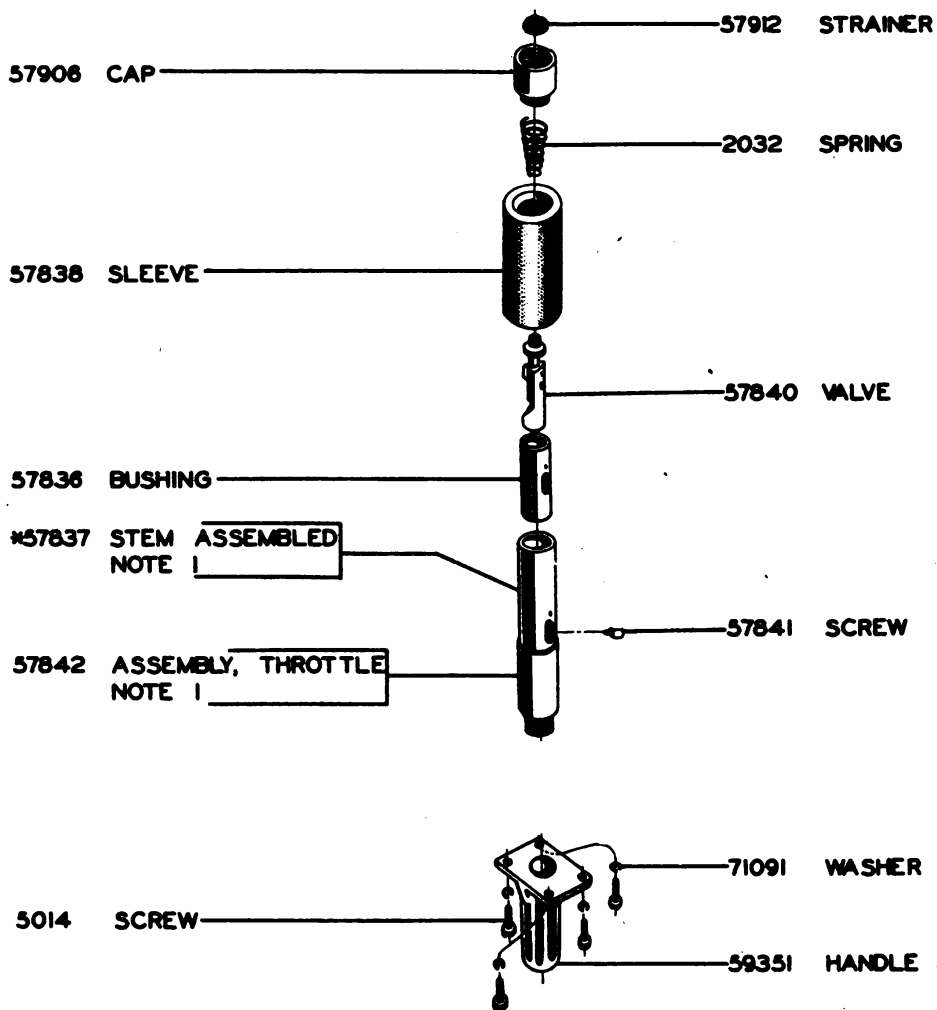 57912 STRAINER
57906 CAP
2032 SPRING
57838 SLEEVE
57840 VALVE
57836 BUSHING
*57837 STEM ASSEMBLED
NOTE 1
57841 SCREW
57842 ASSEMBLY, THROTTLE
NOTE 1
71091 WASHER
5014 SCREW
59351 HANDLE